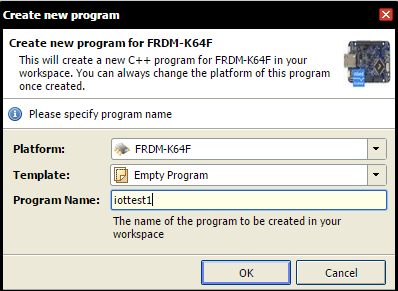 Create new program
Create new program for FRDM-K64F
This will create a new C++ program for FRDM-K64F in your
workspace. You can always change the platform of this program
once created.
Please specify program name
Platform: FRDM-K64F
Template: Empty Program
Program Name: iottest1
The name of the program to be created in your
workspace
OK Cancel